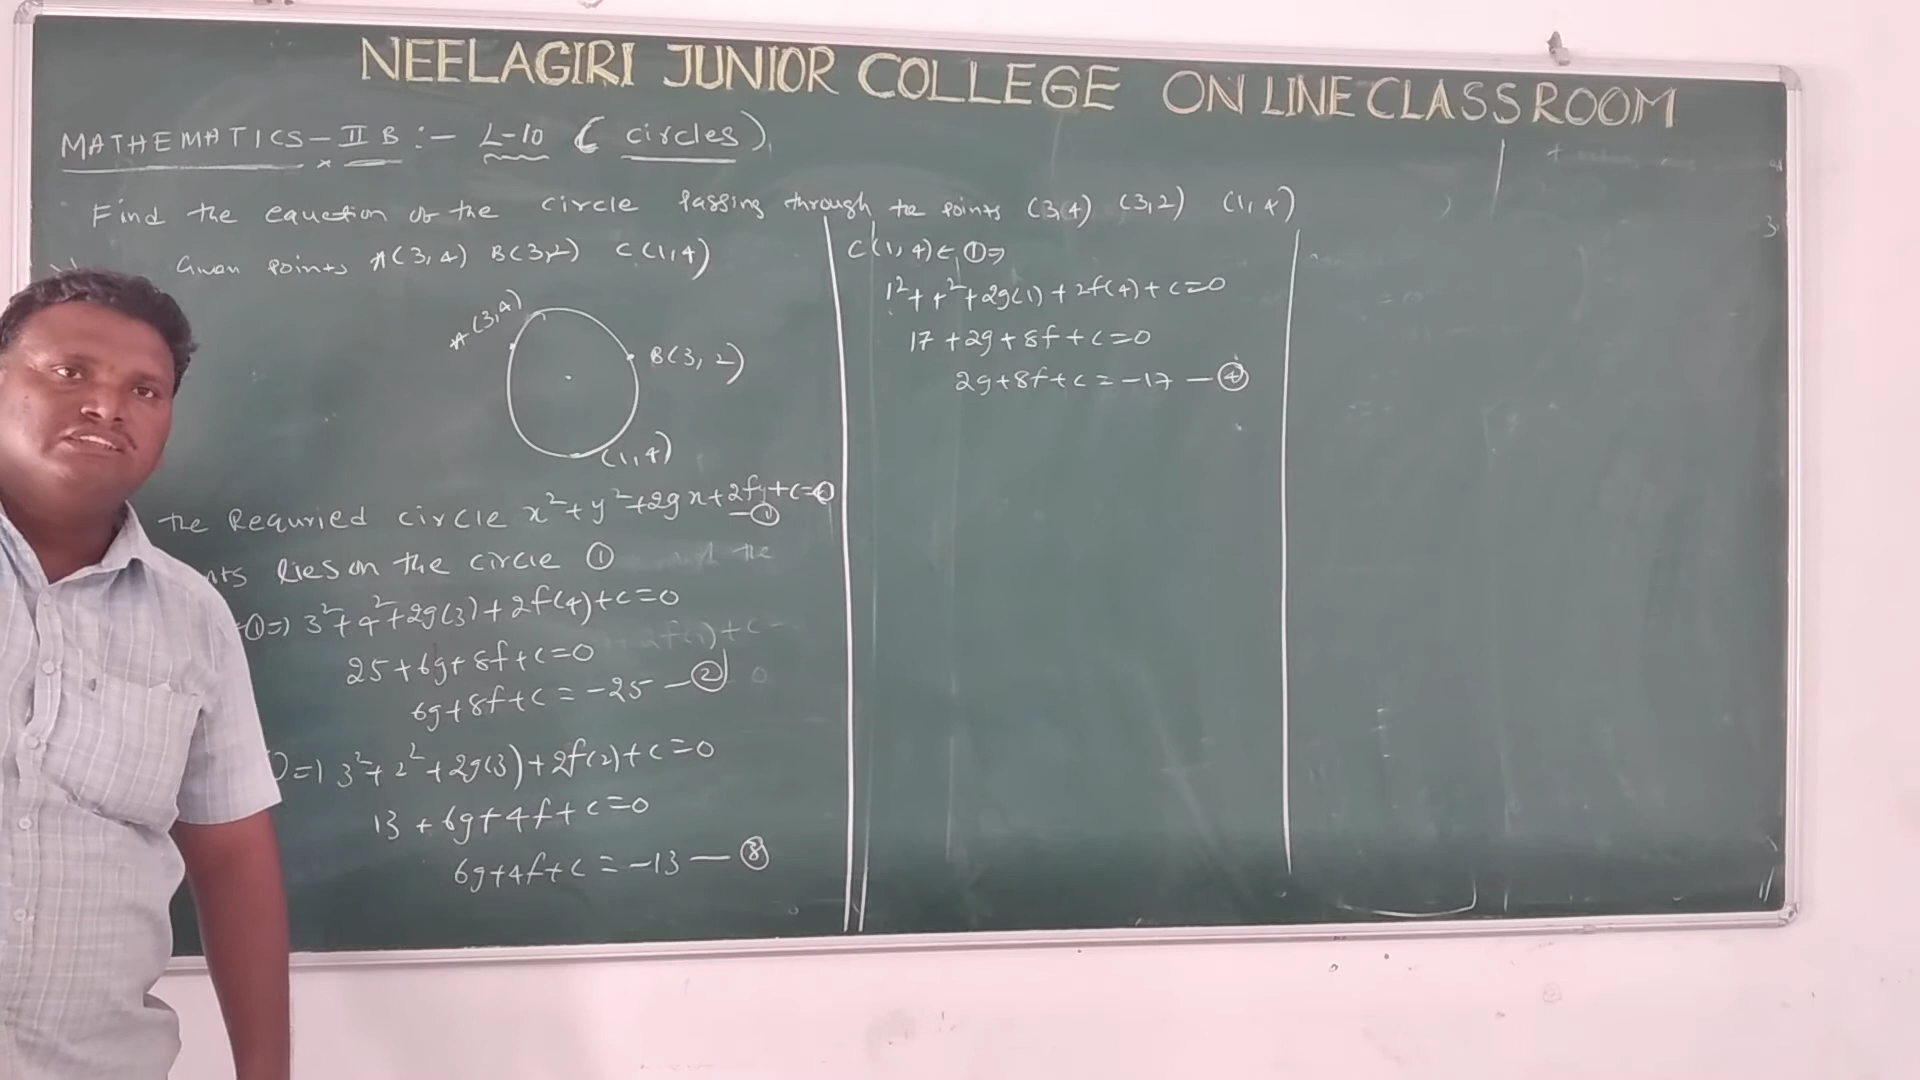 NEELAGIRI JUNIOR COLLEGE ON LINE CLASS ROOM
MATHEMATICS-II B :- L-10 ( circles )
Find the equation of the circle Passing through the points (3,4) (3,2) (1,4)
Given points A(3,4) B(3,2) C(1,4)
A(3,4)
B(3,2)
(1,4)
the Requried circle x²+y²+2gx+2fy+c=0
—①
lies on the circle ①
①=) 3²+4²+2g(3)+2f(4)+c=0
25+6g+8f+c=0
6g+8f+c=-25 —②
=) 3²+2²+2g(3)+2f(2)+c=0
13+6g+4f+c=0
6g+4f+c=-13 —③
C(1,4)∈①⇒
1²+4²+2g(1)+2f(4)+c=0
17+2g+8f+c=0
2g+8f+c=-17 —④